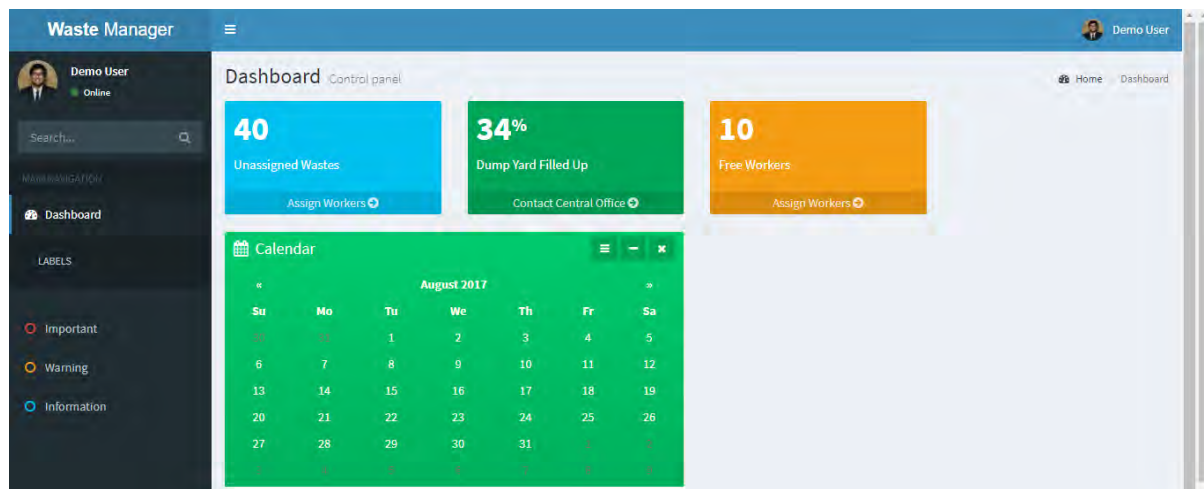 Waste Manager
Demo User
Demo User
Online
Search...
MAIN NAVIGATION
Dashboard
LABELS
Important
Warning
Information
Dashboard Control panel
Home Dashboard
40
Unassigned Wastes
Assign Workers
34%
Dump Yard Filled Up
Contact Central Office
10
Free Workers
Assign Workers
Calendar
« August 2017 »
Su Mo Tu We Th Fr Sa
1 2 3 4 5
6 7 8 9 10 11 12
13 14 15 16 17 18 19
20 21 22 23 24 25 26
27 28 29 30 31